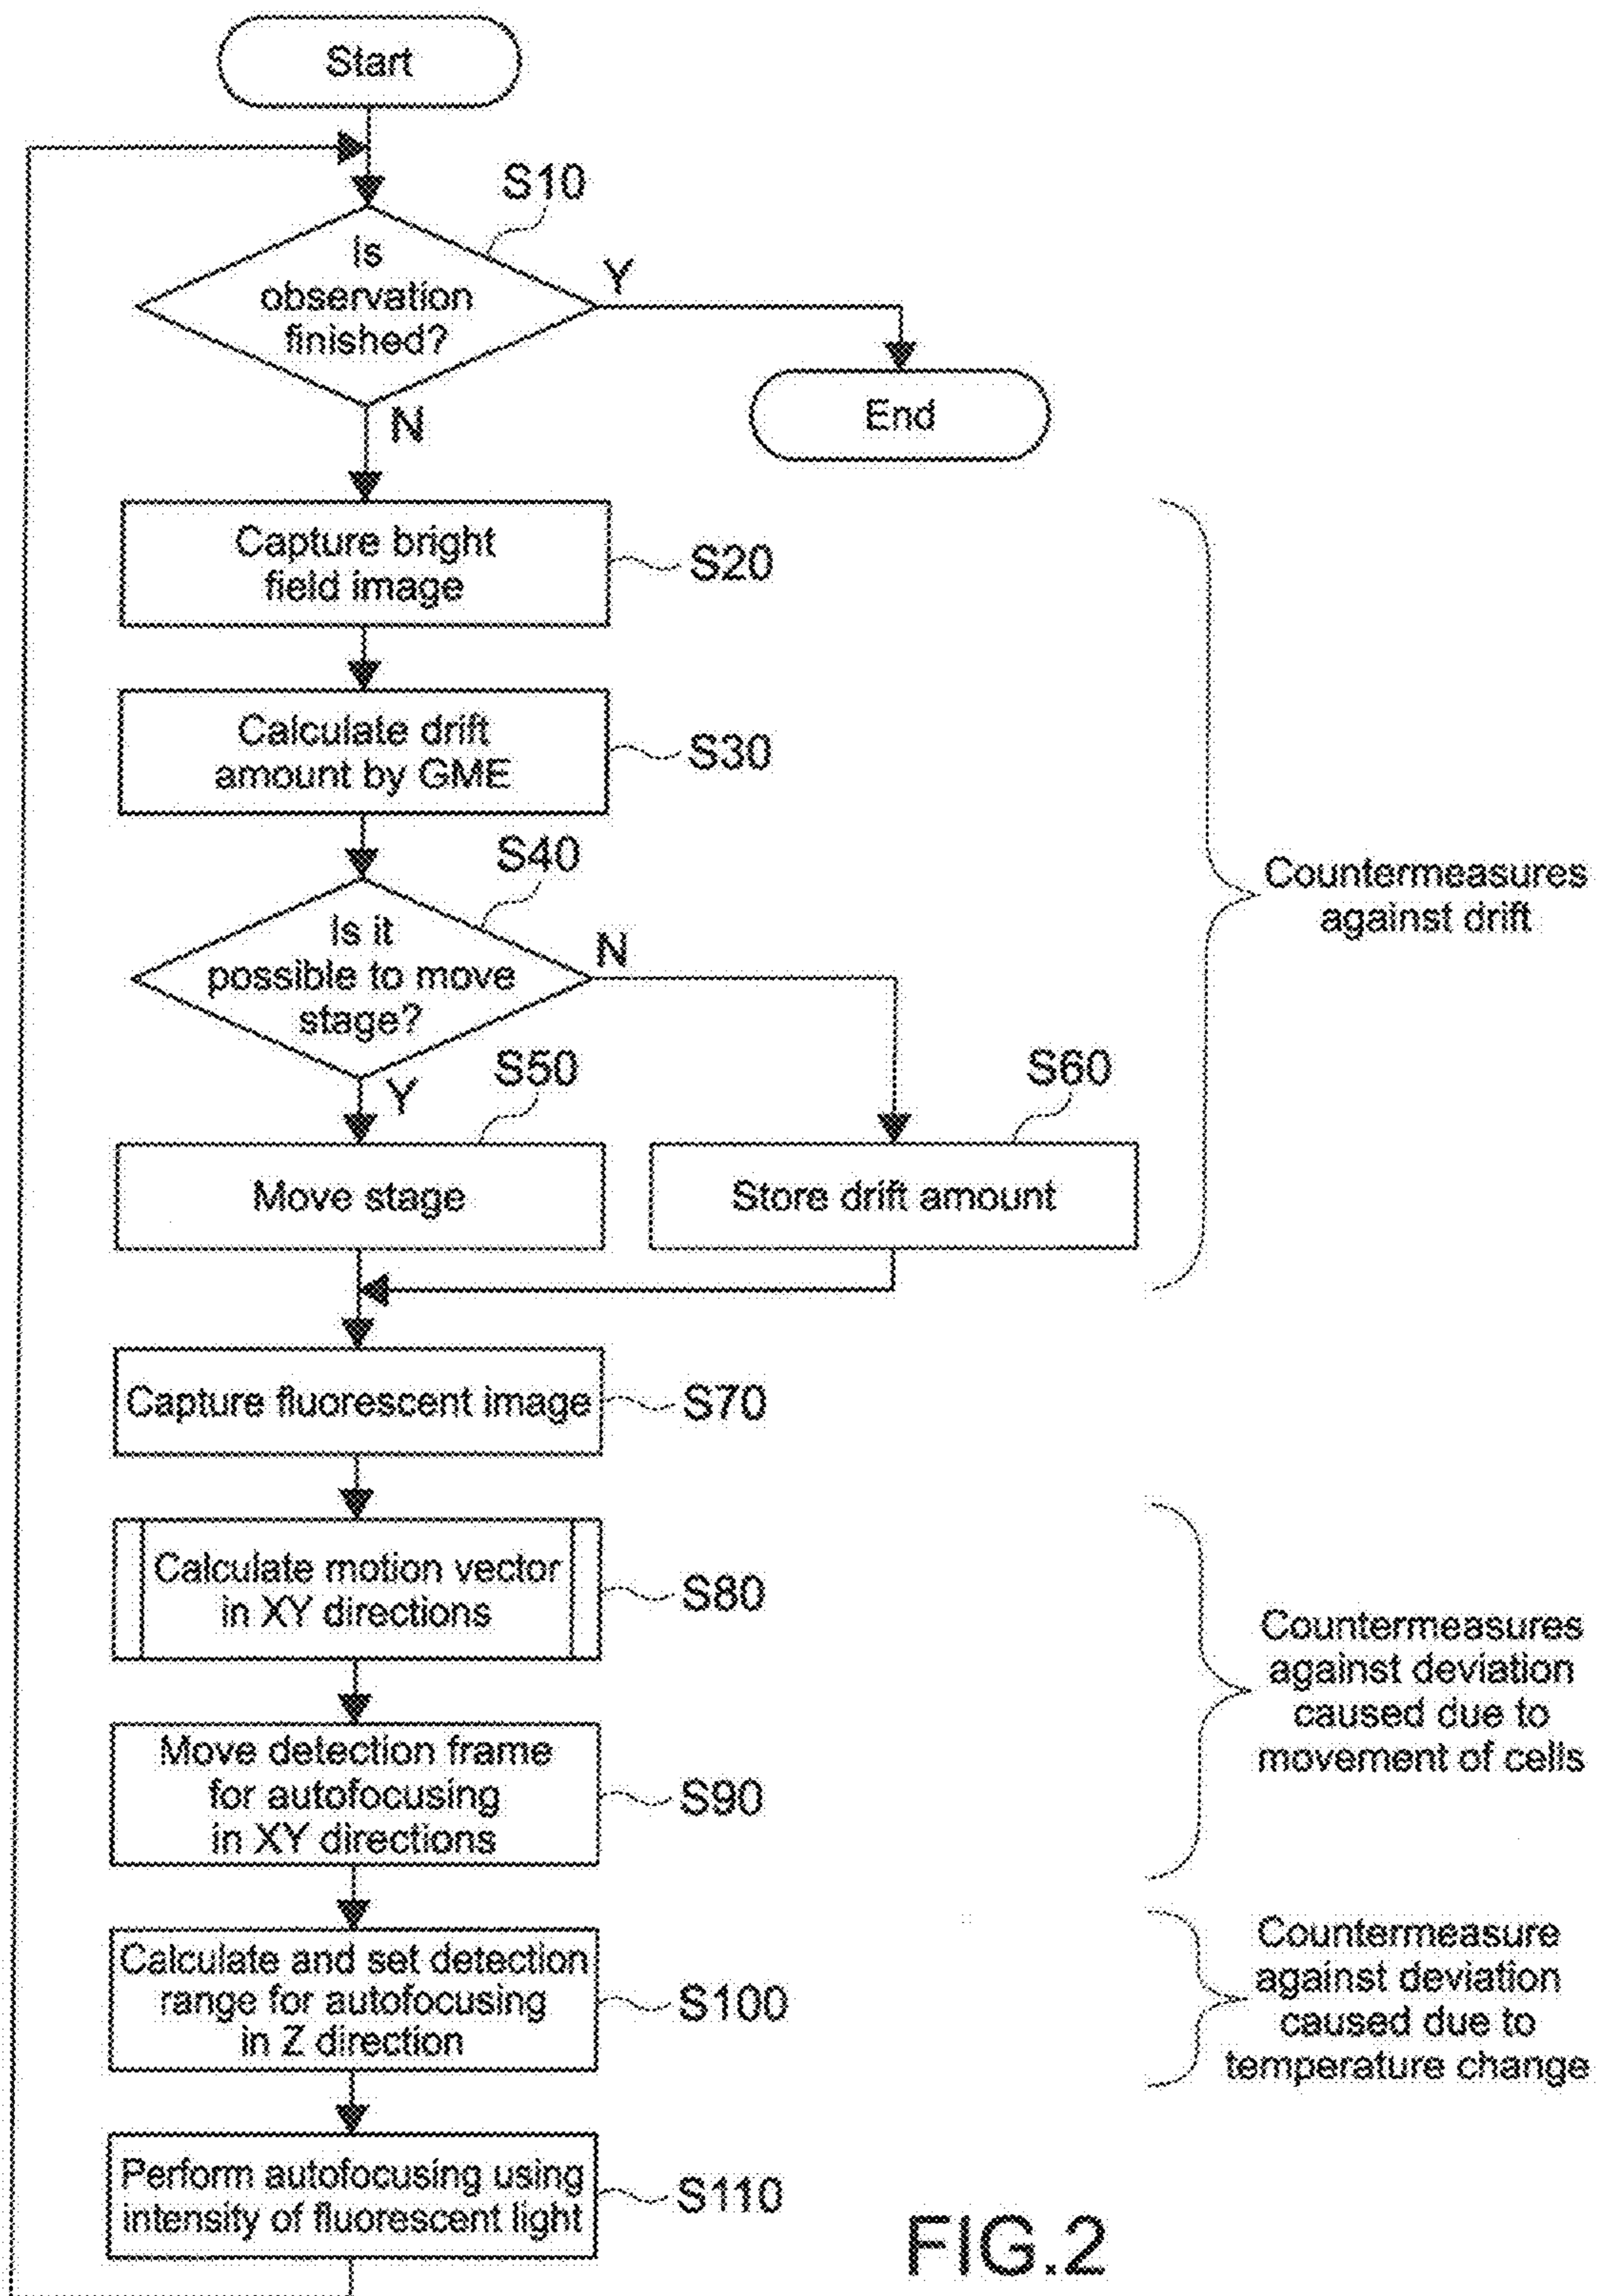 Start
S10
Is
observation
finished?
Y
End
N
Capture bright
field image
S20
Calculate drift
amount by GME
S30
S40
Is it
possible to move
stage?
N
Countermeasures
against drift
Y
S50
S60
Move stage
Store drift amount
Capture fluorescent image
S70
Calculate motion vector
in XY directions
S80
Move detection frame
for autofocusing
in XY directions
S90
Countermeasures
against deviation
caused due to
movement of cells
Calculate and set detection
range for autofocusing
in Z direction
S100
Countermeasure
against deviation
caused due to
temperature change
Perform autofocusing using
intensity of fluorescent light
S110
FIG.2